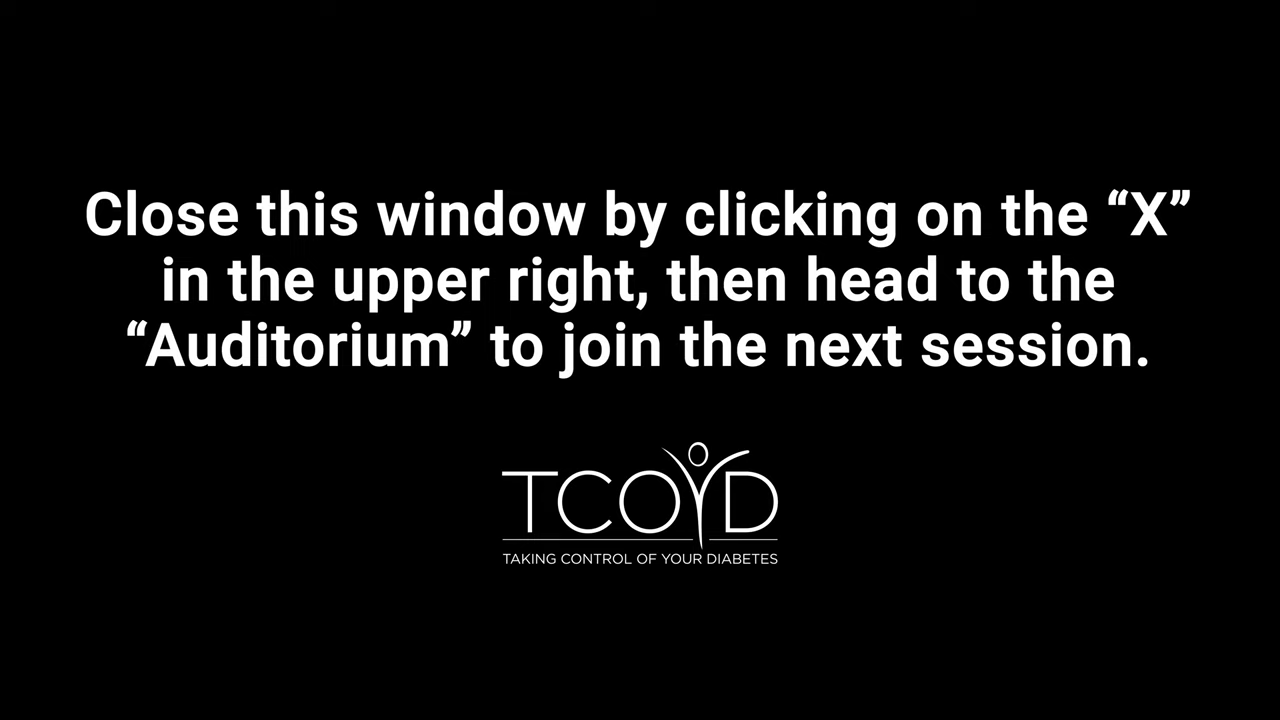 Close this window by clicking on the “X”
in the upper right, then head to the
“Auditorium” to join the next session.
TCOYD
TAKING CONTROL OF YOUR DIABETES